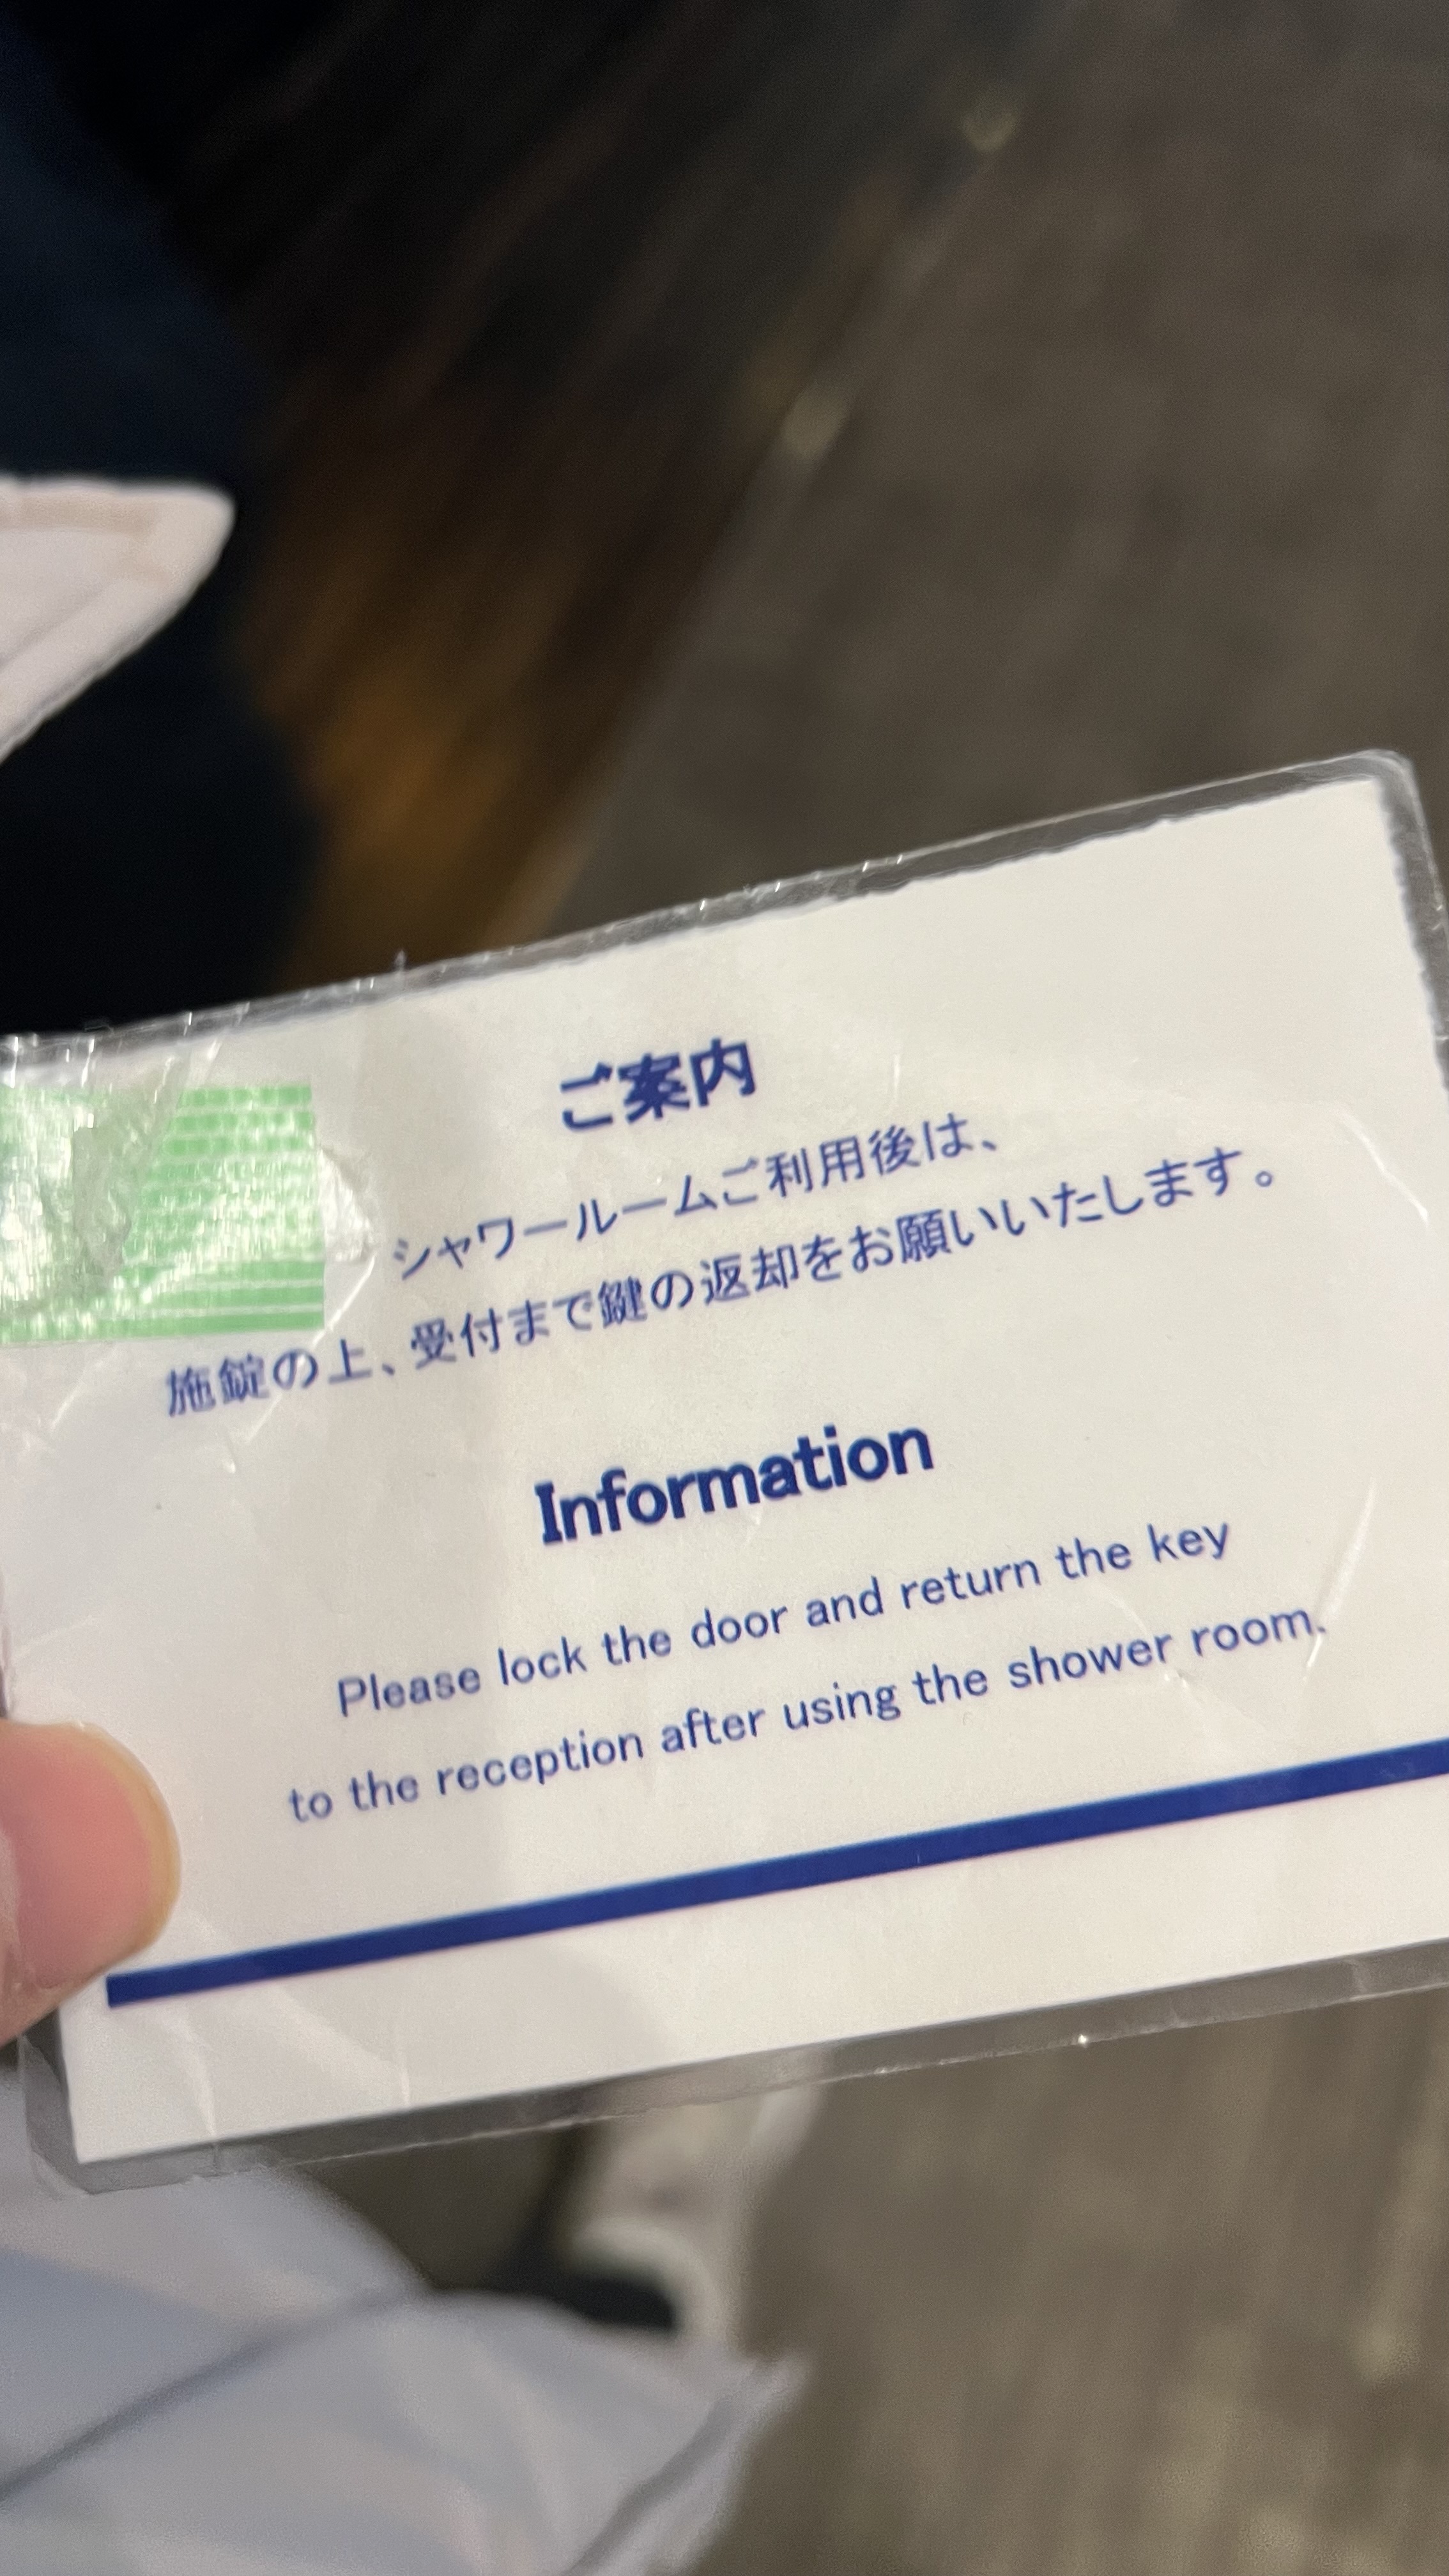 ご案内
シャワールームご利用後は、
施錠の上、受付まで鍵の返却をお願いいたします。
Information
Please lock the door and return the key
to the reception after using the shower room.